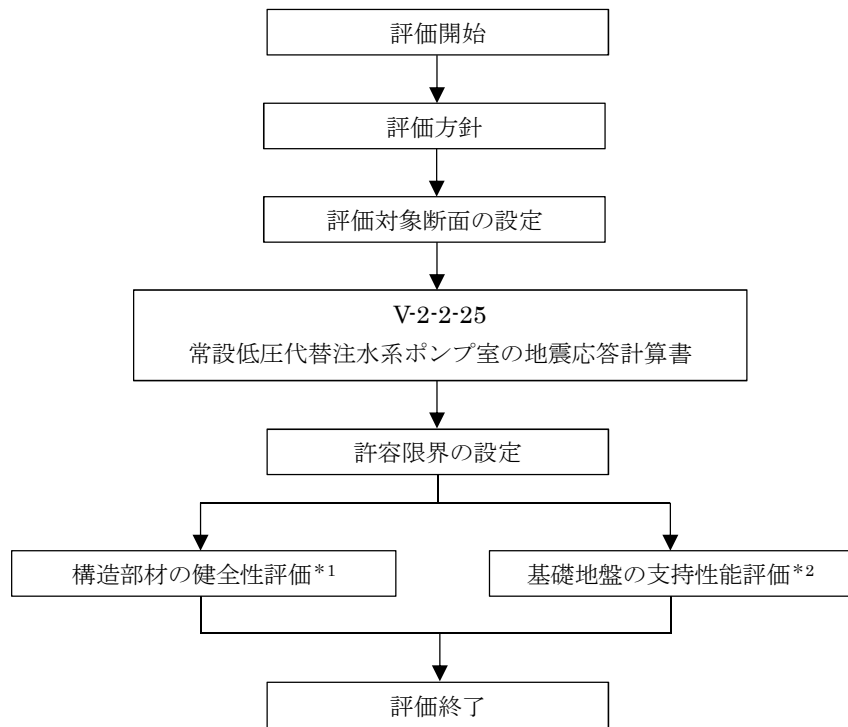 評価開始
評価方針
評価対象断面の設定
V-2-2-25
常設低圧代替注水系ポンプ室の地震応答計算書
許容限界の設定
構造部材の健全性評価*1
基礎地盤の支持性能評価*2
評価終了